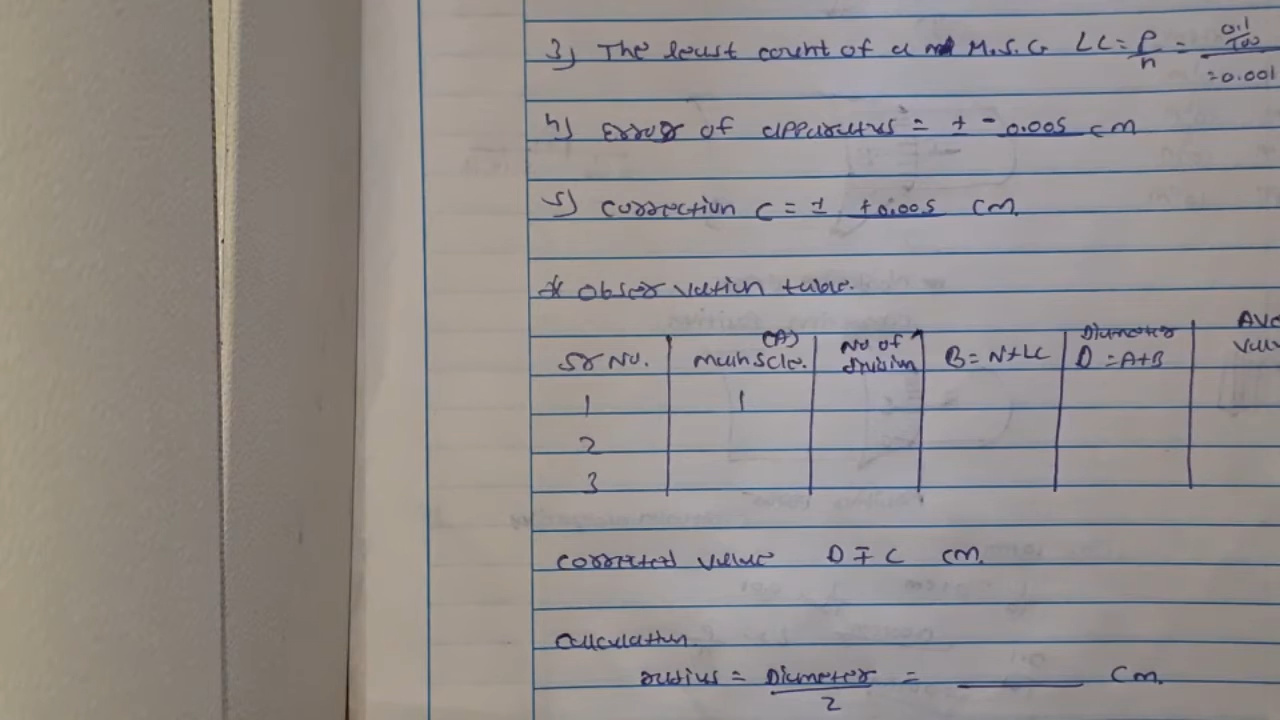 3) The least count of a M.S.G LC = P/n = 0.1/100
= 0.001
4) Error of apparatus = ± - 0.005 cm
5) correction C = ± +0.005 cm
* Observation table.
Sr No. | (A) main scle. | No of division | B = N×LC | Diameter D = A+B
1 | 1
2
3
corrected value D ∓ C cm.
Calculation.
radius = Diameter/2 = ______ cm.